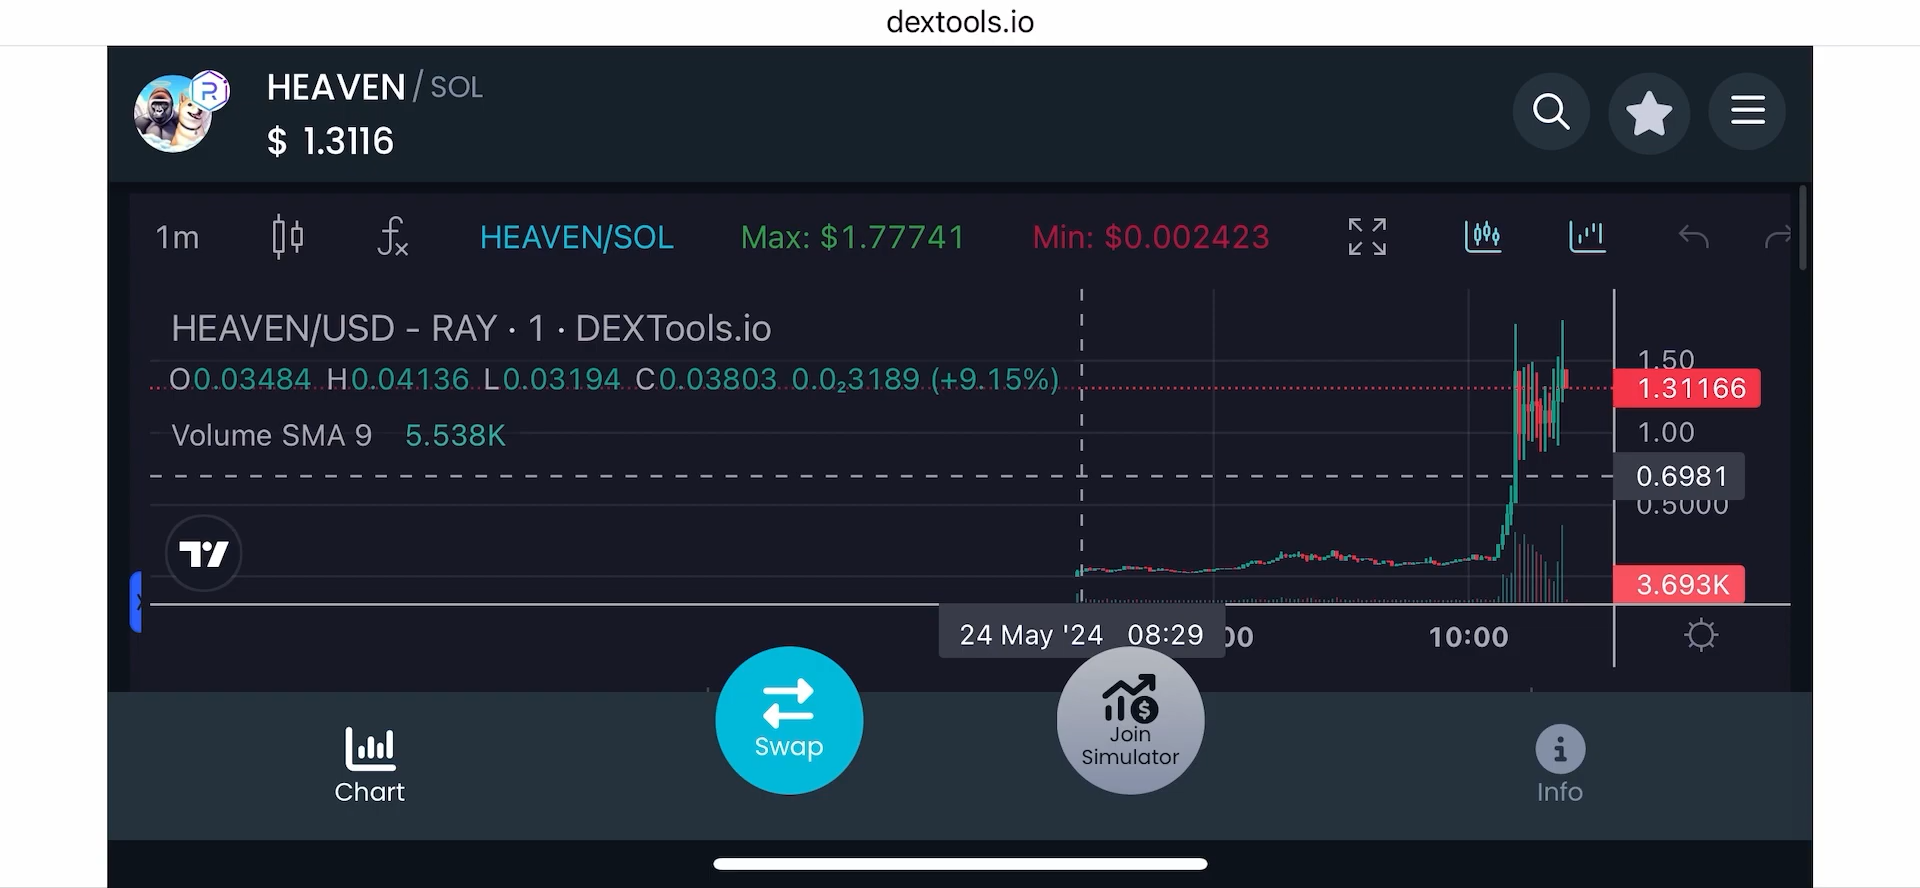 dextools.io
HEAVEN / SOL
$ 1.3116
1m HEAVEN/SOL Max: $1.77741 Min: $0.002423
HEAVEN/USD - RAY · 1 · DEXTools.io
O0.03484 H0.04136 L0.03194 C0.03803 0.0₂3189 (+9.15%)
Volume SMA 9 5.538K
1.50
1.31166
1.00
0.6981
0.5000
3.693K
24 May '24 08:29
:00
10:00
Swap
Join
Simulator
Chart
Info